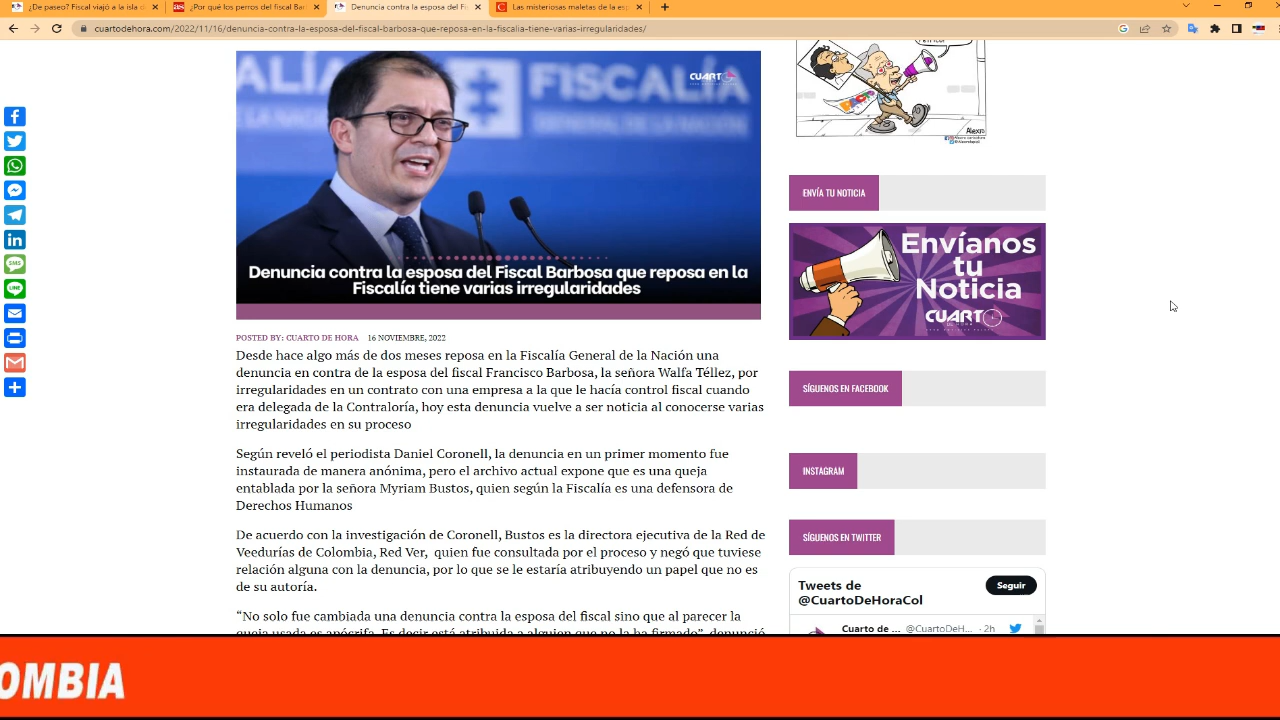 ¿De paseo? Fiscal viajó a la isla d
¿Por qué los perros del fiscal Ba
Denuncia contra la esposa del Fi
Las misteriosas maletas de la esp
cuartodehora.com/2022/11/16/denuncia-contra-la-esposa-del-fiscal-barbosa-que-reposa-en-la-fiscalia-tiene-varias-irregularidades/
FISCALÍA
CUARTO
Denuncia contra la esposa del Fiscal Barbosa que reposa en la
Fiscalía tiene varias irregularidades
POSTED BY: CUARTO DE HORA 16 NOVIEMBRE, 2022
Desde hace algo más de dos meses reposa en la Fiscalía General de la Nación una
denuncia en contra de la esposa del fiscal Francisco Barbosa, la señora Walfa Téllez, por
irregularidades en un contrato con una empresa a la que le hacía control fiscal cuando
era delegada de la Contraloría, hoy esta denuncia vuelve a ser noticia al conocerse varias
irregularidades en su proceso
Según reveló el periodista Daniel Coronell, la denuncia en un primer momento fue
instaurada de manera anónima, pero el archivo actual expone que es una queja
entablada por la señora Myriam Bustos, quien según la Fiscalía es una defensora de
Derechos Humanos
De acuerdo con la investigación de Coronell, Bustos es la directora ejecutiva de la Red de
Veedurías de Colombia, Red Ver, quien fue consultada por el proceso y negó que tuviese
relación alguna con la denuncia, por lo que se le estaría atribuyendo un papel que no es
de su autoría.
“No solo fue cambiada una denuncia contra la esposa del fiscal sino que al parecer la
queja usada es apócrifa. Es decir está atribuida a alguien que no la ha firmado”, denunció
SMS
LINE
Alexro
ENVÍA TU NOTICIA
Envíanos
tu
Noticia
CUARTO
SÍGUENOS EN FACEBOOK
INSTAGRAM
SÍGUENOS EN TWITTER
Tweets de
@CuartoDeHoraCol
Seguir
Cuarto de ... @CuartoDeH... · 2h
OMBIA